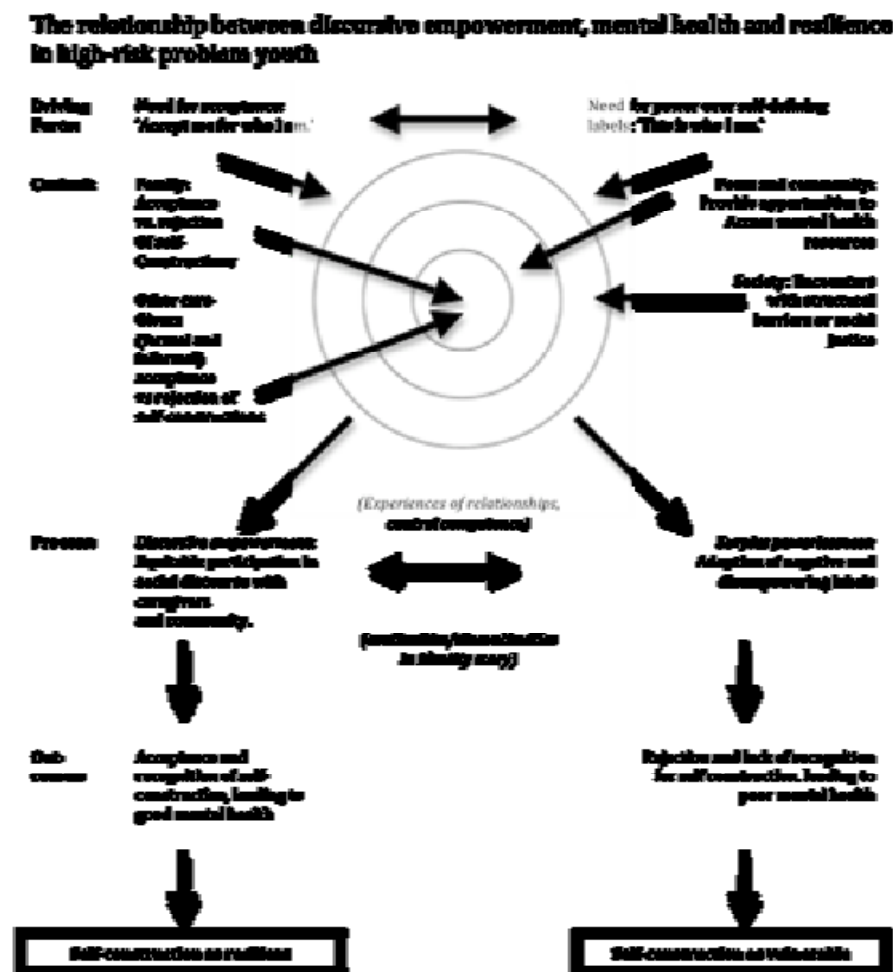 The relationship between discursive empowerment, mental health and resilience
in high-risk problem youth
Driving
Forces
Need for acceptance:
'Accept me for who I am.'
Need for power over self-defining
labels: 'This is who I am.'
Context:
Family:
Acceptance
vs. rejection
Of self-
Constructions
Other care-
Givers
(formal and
informal):
acceptance
vs rejection of
self-constructions
Peers and community:
Provide opportunities to
Access mental health
resources
Society: Encounters
with structural
barriers or social
justice
(Experiences of relationships,
control competence)
Process:
Discursive empowerment:
Equitable participation in
social discourse with
caregivers
and community.
Surplus powerlessness:
Adoption of negative and
disempowering labels
in identity story)
Out-
comes
Acceptance and
recognition of self-
construction, leading to
good mental health
Rejection and lack of recognition
for self construction, leading to
poor mental health
Self-construction as resilient
Self-construction as vulnerable